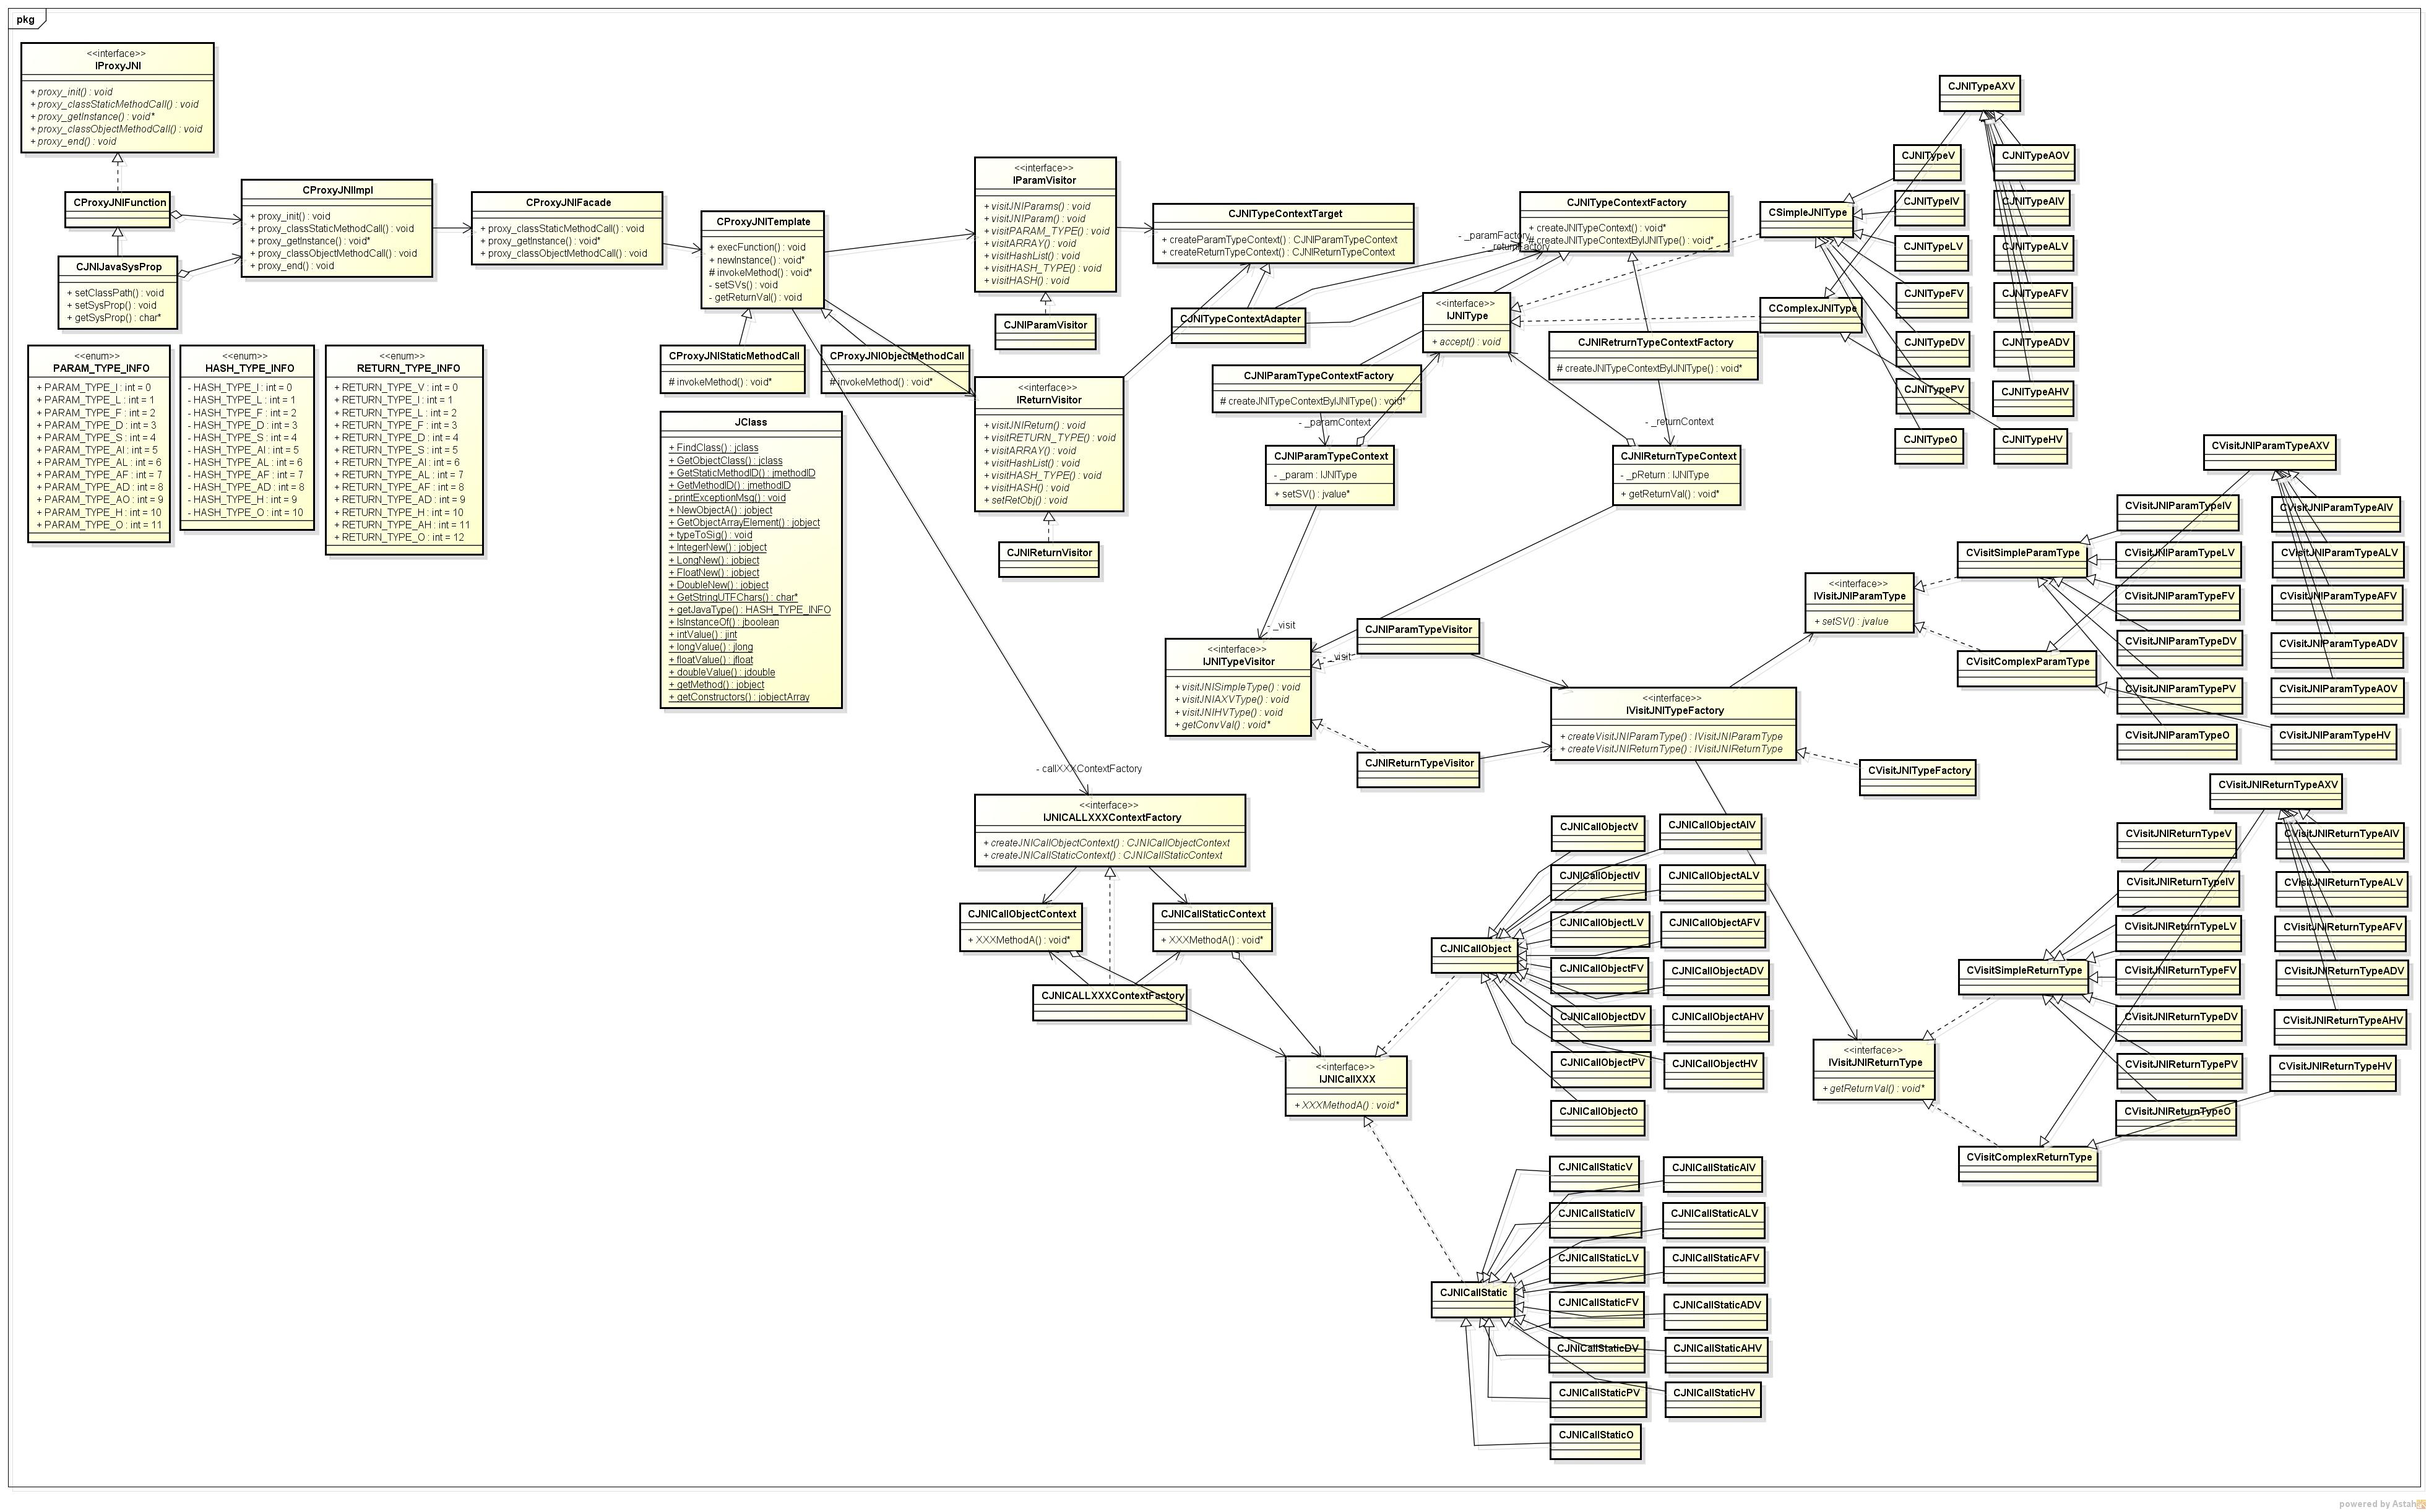 pkg
<<interface>>
IProxyJNI
+ proxy_init() : void
+ proxy_classStaticMethodCall() : void
+ proxy_getInstance() : void*
+ proxy_classObjectMethodCall() : void
+ proxy_end() : void
CProxyJNIFunction
CJNIJavaSysProp
+ setClassPath() : void
+ setSysProp() : void
+ getSysProp() : char*
CProxyJNIImpl
+ proxy_init() : void
+ proxy_classStaticMethodCall() : void
+ proxy_getInstance() : void*
+ proxy_classObjectMethodCall() : void
+ proxy_end() : void
CProxyJNIFacade
+ proxy_classStaticMethodCall() : void
+ proxy_getInstance() : void*
+ proxy_classObjectMethodCall() : void
CProxyJNITemplate
+ execFunction() : void
+ newInstance() : void*
# invokeMethod() : void*
- setSVs() : void
- getReturnVal() : void
CProxyJNIStaticMethodCall
# invokeMethod() : void*
CProxyJNIObjectMethodCall
# invokeMethod() : void*
<<enum>>
PARAM_TYPE_INFO
+ PARAM_TYPE_I : int = 0
+ PARAM_TYPE_L : int = 1
+ PARAM_TYPE_F : int = 2
+ PARAM_TYPE_D : int = 3
+ PARAM_TYPE_S : int = 4
+ PARAM_TYPE_AI : int = 5
+ PARAM_TYPE_AL : int = 6
+ PARAM_TYPE_AF : int = 7
+ PARAM_TYPE_AD : int = 8
+ PARAM_TYPE_AO : int = 9
+ PARAM_TYPE_H : int = 10
+ PARAM_TYPE_O : int = 11
<<enum>>
HASH_TYPE_INFO
- HASH_TYPE_I : int = 0
- HASH_TYPE_L : int = 1
- HASH_TYPE_F : int = 2
- HASH_TYPE_D : int = 3
- HASH_TYPE_S : int = 4
- HASH_TYPE_AI : int = 5
- HASH_TYPE_AL : int = 6
- HASH_TYPE_AF : int = 7
- HASH_TYPE_AD : int = 8
- HASH_TYPE_H : int = 9
- HASH_TYPE_O : int = 10
<<enum>>
RETURN_TYPE_INFO
+ RETURN_TYPE_V : int = 0
+ RETURN_TYPE_I : int = 1
+ RETURN_TYPE_L : int = 2
+ RETURN_TYPE_F : int = 3
+ RETURN_TYPE_D : int = 4
+ RETURN_TYPE_S : int = 5
+ RETURN_TYPE_AI : int = 6
+ RETURN_TYPE_AL : int = 7
+ RETURN_TYPE_AF : int = 8
+ RETURN_TYPE_AD : int = 9
+ RETURN_TYPE_H : int = 10
+ RETURN_TYPE_AH : int = 11
+ RETURN_TYPE_O : int = 12
JClass
+ FindClass() : jclass
+ GetObjectClass() : jclass
+ GetStaticMethodID() : jmethodID
+ GetMethodID() : jmethodID
- printExceptionMsg() : void
+ NewObjectA() : jobject
+ GetObjectArrayElement() : jobject
+ typeToSig() : void
+ IntegerNew() : jobject
+ LongNew() : jobject
+ FloatNew() : jobject
+ DoubleNew() : jobject
+ GetStringUTFChars() : char*
+ getJavaType() : HASH_TYPE_INFO
+ IsInstanceOf() : jboolean
+ intValue() : jint
+ longValue() : jlong
+ floatValue() : jfloat
+ doubleValue() : jdouble
+ getMethod() : jobject
+ getConstructors() : jobjectArray
<<interface>>
IParamVisitor
+ visitJNIParams() : void
+ visitJNIParam() : void
+ visitPARAM_TYPE() : void
+ visitARRAY() : void
+ visitHashList() : void
+ visitHASH_TYPE() : void
+ visitHASH() : void
CJNIParamVisitor
<<interface>>
IReturnVisitor
+ visitJNIReturn() : void
+ visitRETURN_TYPE() : void
+ visitARRAY() : void
+ visitHashList() : void
+ visitHASH_TYPE() : void
+ visitHASH() : void
+ setRetObj() : void
CJNIReturnVisitor
CJNITypeContextTarget
+ createParamTypeContext() : CJNIParamTypeContext
+ createReturnTypeContext() : CJNIReturnTypeContext
CJNITypeContextAdapter
- _paramFactory
- _returnFactory
CJNITypeContextFactory
+ createJNITypeContext() : void*
# createJNITypeContextByIJNIType() : void*
<<interface>>
IJNIType
+ accept() : void
CJNIParamTypeContextFactory
# createJNITypeContextByIJNIType() : void*
CJNIRetrurnTypeContextFactory
# createJNITypeContextByIJNIType() : void*
- _paramContext
- _returnContext
CJNIParamTypeContext
- _param : IJNIType
+ setSV() : jvalue*
CJNIReturnTypeContext
- _pReturn : IJNIType
+ getReturnVal() : void*
CSimpleJNIType
CComplexJNIType
CJNITypeAXV
CJNITypeV
CJNITypeAOV
CJNITypeIV
CJNITypeAIV
CJNITypeLV
CJNITypeALV
CJNITypeFV
CJNITypeAFV
CJNITypeDV
CJNITypeADV
CJNITypePV
CJNITypeAHV
CJNITypeO
CJNITypeHV
- _visit
- _visit
<<interface>>
IJNITypeVisitor
+ visitJNISimpleType() : void
+ visitJNIAXVType() : void
+ visitJNIHVType() : void
+ getConvVal() : void*
CJNIParamTypeVisitor
CJNIReturnTypeVisitor
<<interface>>
IVisitJNITypeFactory
+ createVisitJNIParamType() : IVisitJNIParamType
+ createVisitJNIReturnType() : IVisitJNIReturnType
CVisitJNITypeFactory
<<interface>>
IVisitJNIParamType
+ setSV() : jvalue
CVisitSimpleParamType
CVisitComplexParamType
CVisitJNIParamTypeAXV
CVisitJNIParamTypeIV
CVisitJNIParamTypeAIV
CVisitJNIParamTypeLV
CVisitJNIParamTypeALV
CVisitJNIParamTypeFV
CVisitJNIParamTypeAFV
CVisitJNIParamTypeDV
CVisitJNIParamTypeADV
CVisitJNIParamTypePV
CVisitJNIParamTypeAOV
CVisitJNIParamTypeO
CVisitJNIParamTypeHV
CVisitJNIReturnTypeAXV
CVisitJNIReturnTypeV
CVisitJNIReturnTypeAIV
CVisitJNIReturnTypeIV
CVisitJNIReturnTypeALV
CVisitJNIReturnTypeLV
CVisitJNIReturnTypeAFV
CVisitJNIReturnTypeFV
CVisitJNIReturnTypeADV
CVisitJNIReturnTypeDV
CVisitJNIReturnTypeAHV
CVisitJNIReturnTypePV
CVisitJNIReturnTypeHV
CVisitJNIReturnTypeO
CVisitSimpleReturnType
<<interface>>
IVisitJNIReturnType
+ getReturnVal() : void*
CVisitComplexReturnType
- callXXXContextFactory
<<interface>>
IJNICALLXXXContextFactory
+ createJNICallObjectContext() : CJNICallObjectContext
+ createJNICallStaticContext() : CJNICallStaticContext
CJNICallObjectContext
+ XXXMethodA() : void*
CJNICallStaticContext
+ XXXMethodA() : void*
CJNICALLXXXContextFactory
<<interface>>
IJNICallXXX
+ XXXMethodA() : void*
CJNICallObject
CJNICallObjectV
CJNICallObjectAIV
CJNICallObjectIV
CJNICallObjectALV
CJNICallObjectLV
CJNICallObjectAFV
CJNICallObjectFV
CJNICallObjectADV
CJNICallObjectDV
CJNICallObjectAHV
CJNICallObjectPV
CJNICallObjectHV
CJNICallObjectO
CJNICallStatic
CJNICallStaticV
CJNICallStaticAIV
CJNICallStaticIV
CJNICallStaticALV
CJNICallStaticLV
CJNICallStaticAFV
CJNICallStaticFV
CJNICallStaticADV
CJNICallStaticDV
CJNICallStaticAHV
CJNICallStaticPV
CJNICallStaticHV
CJNICallStaticO
powered by Astah